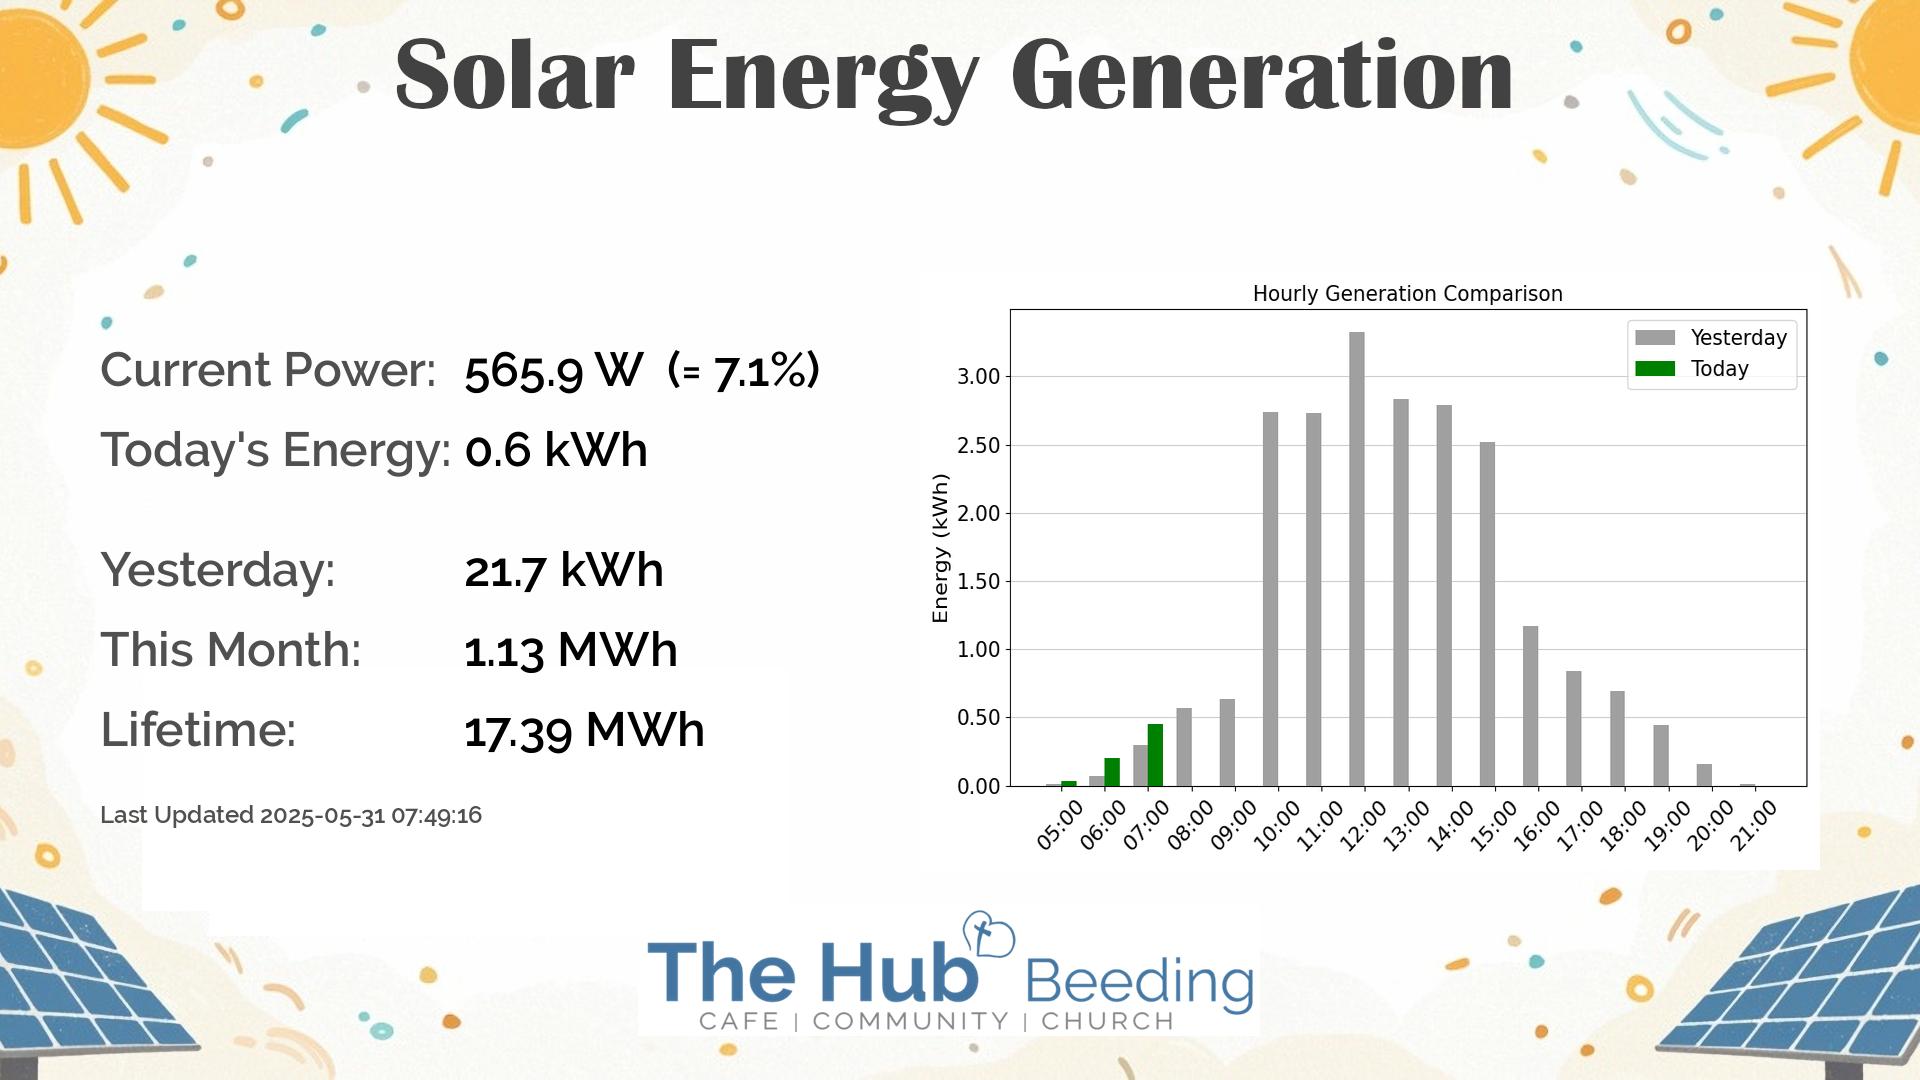 Solar Energy Generation
Current Power: 565.9 W (= 7.1%)
Today's Energy: 0.6 kWh
Yesterday: 21.7 kWh
This Month: 1.13 MWh
Lifetime: 17.39 MWh
Last Updated 2025-05-31 07:49:16
Hourly Generation Comparison
Yesterday
Today
Energy (kWh)
3.00
2.50
2.00
1.50
1.00
0.50
0.00
05:00 06:00 07:00 08:00 09:00 10:00 11:00 12:00 13:00 14:00 15:00 16:00 17:00 18:00 19:00 20:00 21:00
The Hub Beeding
CAFE | COMMUNITY | CHURCH